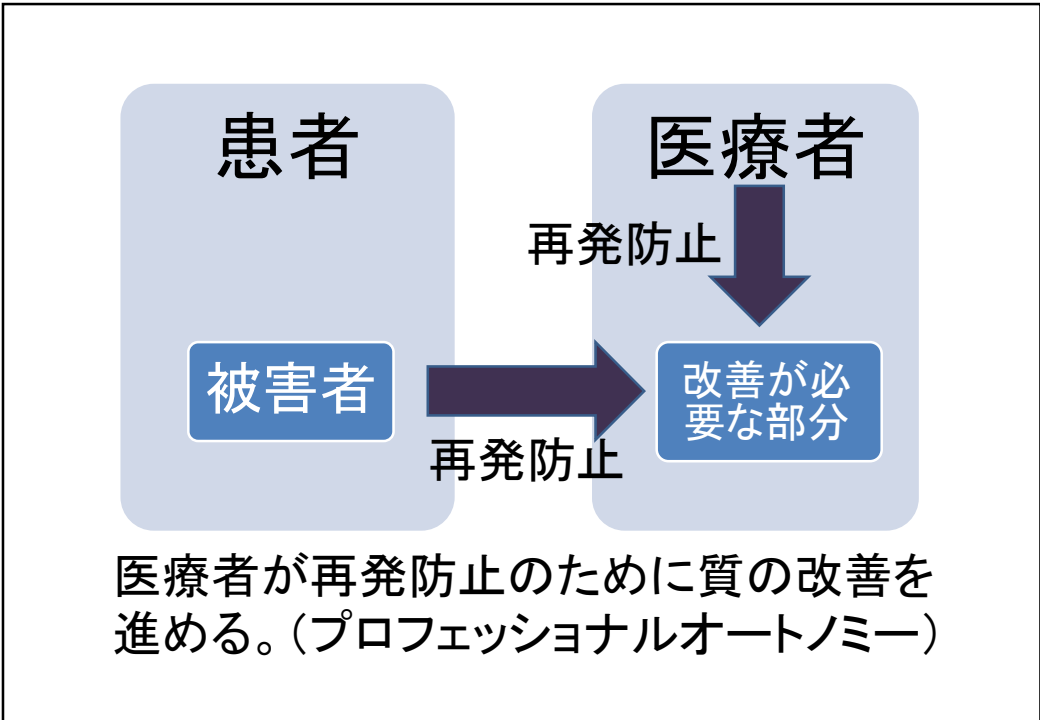 患者
医療者
再発防止
被害者
改善が必
要な部分
再発防止
医療者が再発防止のために質の改善を
進める。(プロフェッショナルオートノミー)